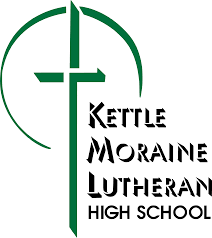 KETTLE
MORAINE
LUTHERAN
HIGH SCHOOL